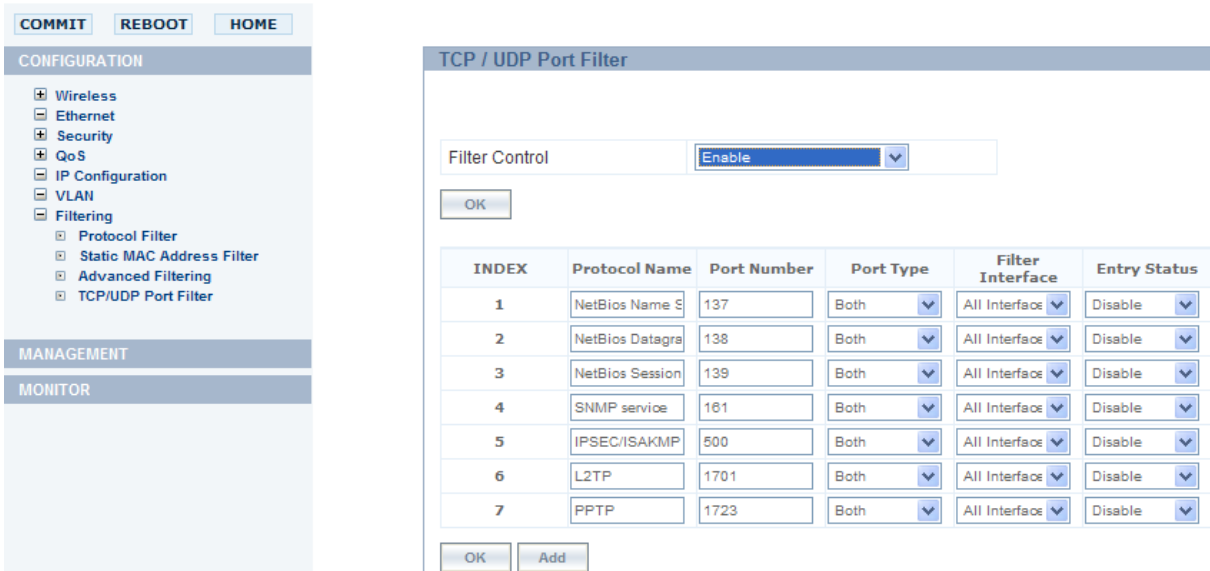 COMMIT REBOOT HOME
CONFIGURATION
Wireless
Ethernet
Security
QoS
IP Configuration
VLAN
Filtering
Protocol Filter
Static MAC Address Filter
Advanced Filtering
TCP/UDP Port Filter
MANAGEMENT
MONITOR
TCP / UDP Port Filter
Filter Control Enable
OK
INDEX Protocol Name Port Number Port Type Filter Interface Entry Status
1 NetBios Name S 137 Both All Interface Disable
2 NetBios Datagra 138 Both All Interface Disable
3 NetBios Session 139 Both All Interface Disable
4 SNMP service 161 Both All Interface Disable
5 IPSEC/ISAKMP 500 Both All Interface Disable
6 L2TP 1701 Both All Interface Disable
7 PPTP 1723 Both All Interface Disable
OK Add